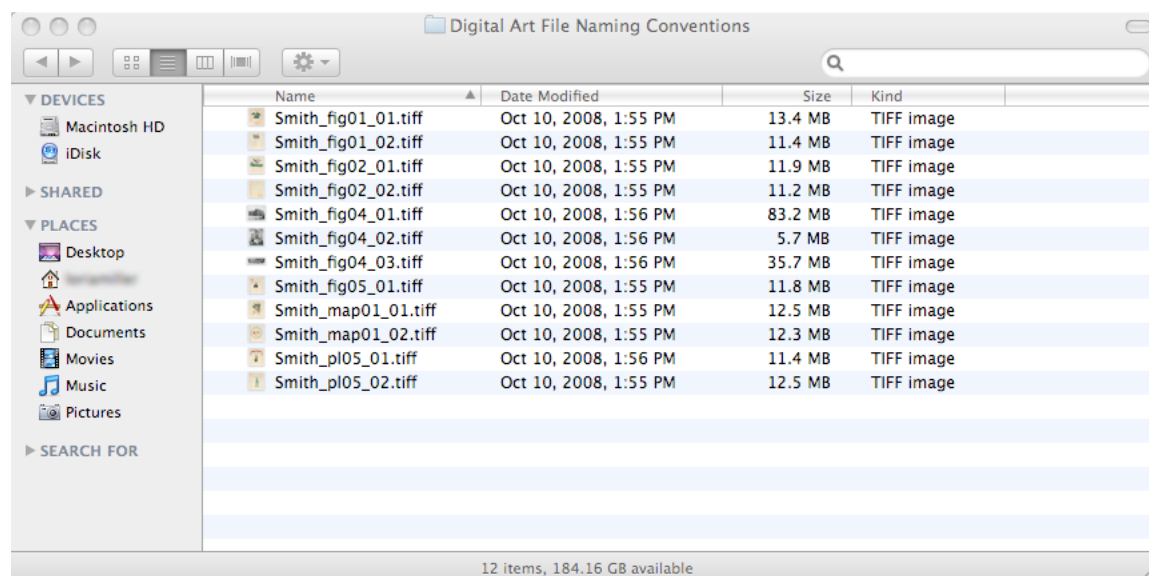 Digital Art File Naming Conventions
DEVICES
Macintosh HD
iDisk
SHARED
PLACES
Desktop
Applications
Documents
Movies
Music
Pictures
SEARCH FOR
Name Date Modified Size Kind
Smith_fig01_01.tiff Oct 10, 2008, 1:55 PM 13.4 MB TIFF image
Smith_fig01_02.tiff Oct 10, 2008, 1:55 PM 11.4 MB TIFF image
Smith_fig02_01.tiff Oct 10, 2008, 1:55 PM 11.9 MB TIFF image
Smith_fig02_02.tiff Oct 10, 2008, 1:55 PM 11.2 MB TIFF image
Smith_fig04_01.tiff Oct 10, 2008, 1:56 PM 83.2 MB TIFF image
Smith_fig04_02.tiff Oct 10, 2008, 1:56 PM 5.7 MB TIFF image
Smith_fig04_03.tiff Oct 10, 2008, 1:56 PM 35.7 MB TIFF image
Smith_fig05_01.tiff Oct 10, 2008, 1:55 PM 11.8 MB TIFF image
Smith_map01_01.tiff Oct 10, 2008, 1:55 PM 12.5 MB TIFF image
Smith_map01_02.tiff Oct 10, 2008, 1:55 PM 12.3 MB TIFF image
Smith_pl05_01.tiff Oct 10, 2008, 1:56 PM 11.4 MB TIFF image
Smith_pl05_02.tiff Oct 10, 2008, 1:55 PM 12.5 MB TIFF image
12 items, 184.16 GB available